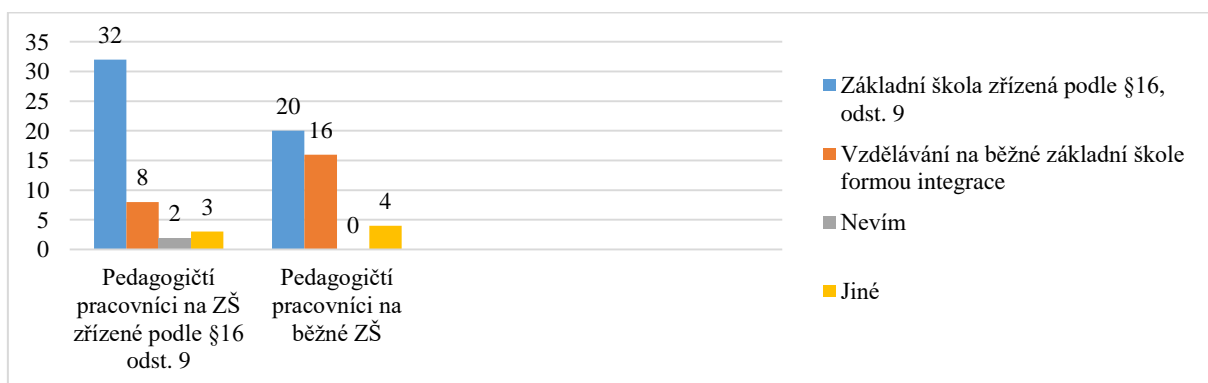 35
30
25
20
15
10
5
0
32
8
2
3
20
16
0
4
Pedagogičtí
pracovníci na ZŠ
zřízené podle §16
odst. 9
Pedagogičtí
pracovníci na
běžné ZŠ
Základní škola zřízená podle §16,
odst. 9
Vzdělávání na běžné základní škole
formou integrace
Nevím
Jiné